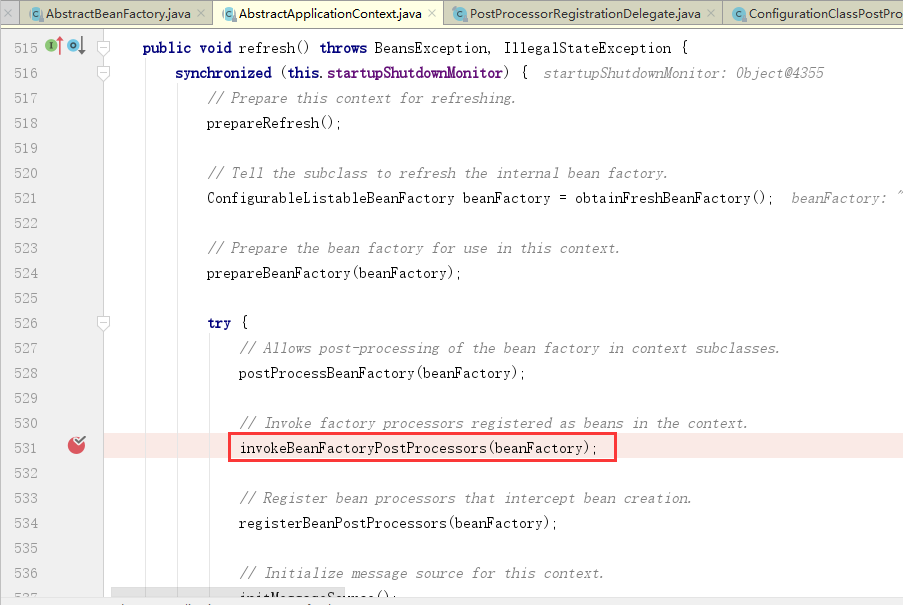 AbstractBeanFactory.java AbstractApplicationContext.java PostProcessorRegistrationDelegate.java ConfigurationClassPostPro
515 public void refresh() throws BeansException, IllegalStateException {
516 synchronized (this.startupShutdownMonitor) { startupShutdownMonitor: Object@4355
517 // Prepare this context for refreshing.
518 prepareRefresh();
519
520 // Tell the subclass to refresh the internal bean factory.
521 ConfigurableListableBeanFactory beanFactory = obtainFreshBeanFactory(); beanFactory: "
522
523 // Prepare the bean factory for use in this context.
524 prepareBeanFactory(beanFactory);
525
526 try {
527 // Allows post-processing of the bean factory in context subclasses.
528 postProcessBeanFactory(beanFactory);
529
530 // Invoke factory processors registered as beans in the context.
531 invokeBeanFactoryPostProcessors(beanFactory);
532
533 // Register bean processors that intercept bean creation.
534 registerBeanPostProcessors(beanFactory);
535
536 // Initialize message source for this context.
537 initMessageSource();